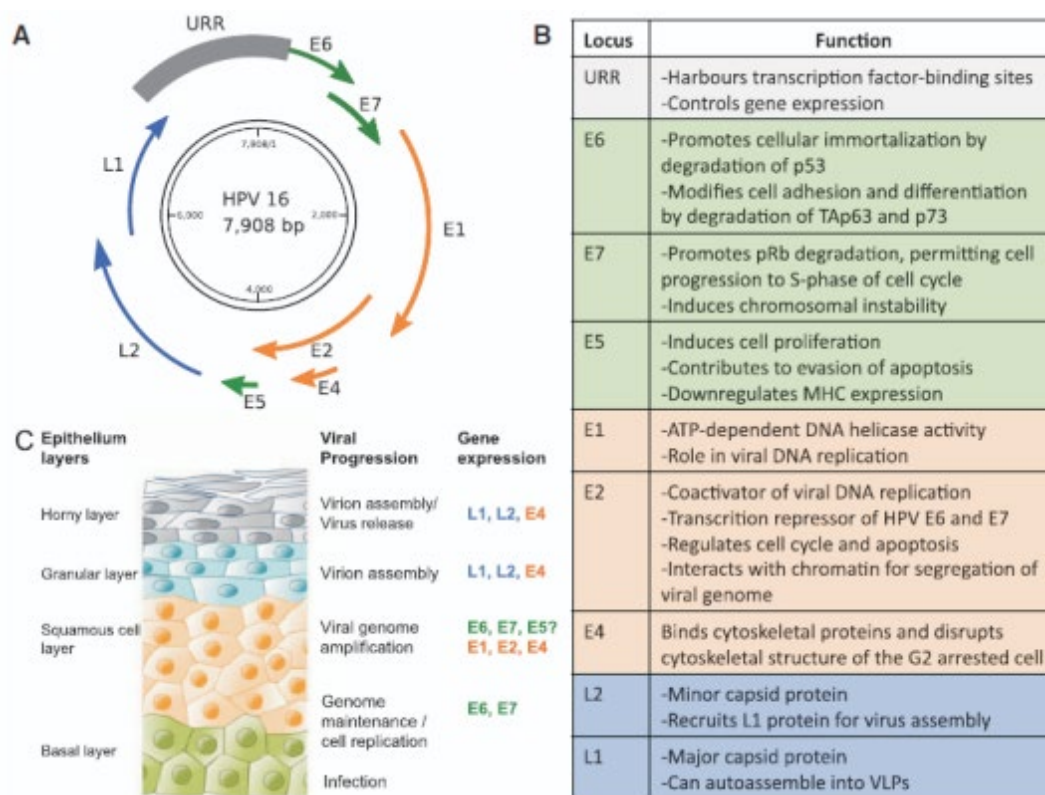 A
URR
E6
E7
L1
7,908/1
HPV 16
7,908 bp
6,000
2,000
4,000
E1
L2
E2
E4
E5
B
Locus
Function
URR
-Harbours transcription factor-binding sites
-Controls gene expression
E6
-Promotes cellular immortalization by
degradation of p53
-Modifies cell adhesion and differentiation
by degradation of TAp63 and p73
E7
-Promotes pRb degradation, permitting cell
progression to S-phase of cell cycle
-Induces chromosomal instability
E5
-Induces cell proliferation
-Contributes to evasion of apoptosis
-Downregulates MHC expression
E1
-ATP-dependent DNA helicase activity
-Role in viral DNA replication
E2
-Coactivator of viral DNA replication
-Transcrition repressor of HPV E6 and E7
-Regulates cell cycle and apoptosis
-Interacts with chromatin for segregation of
viral genome
E4
Binds cytoskeletal proteins and disrupts
cytoskeletal structure of the G2 arrested cell
L2
-Minor capsid protein
-Recruits L1 protein for virus assembly
L1
-Major capsid protein
-Can autoassemble into VLPs
C
Epithelium
layers
Viral
Progression
Gene
expression
Horny layer
Virion assembly/
Virus release
L1, L2, E4
Granular layer
Virion assembly
L1, L2, E4
Squamous cell
layer
Viral genome
amplification
E6, E7, E5?
E1, E2, E4
Genome
maintenance /
cell replication
E6, E7
Basal layer
Infection